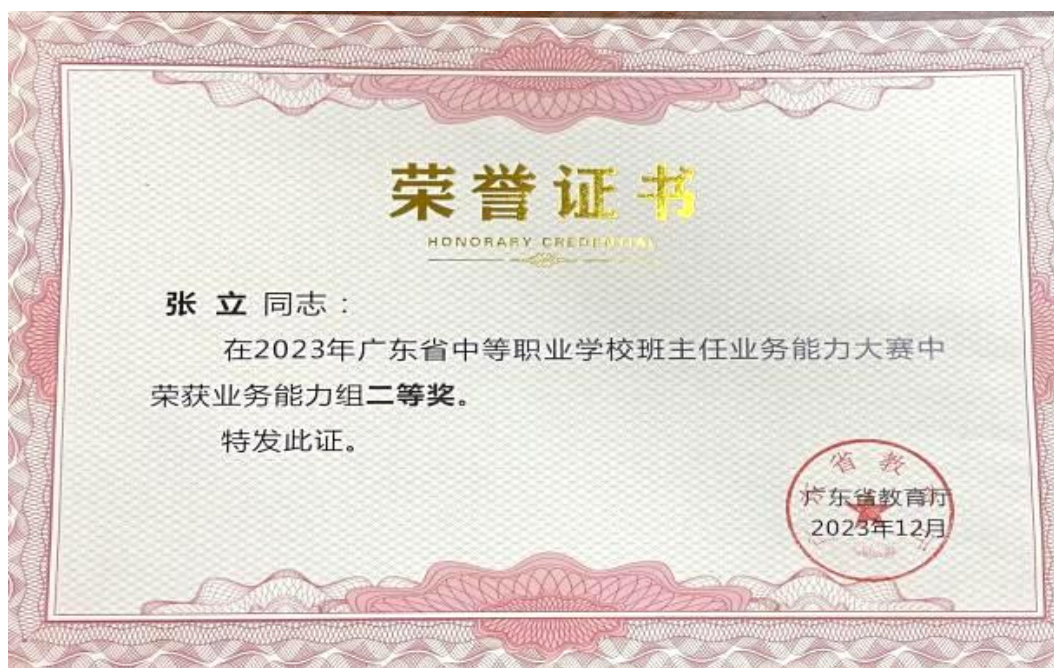 荣誉证书
HONORARY CREDENTIAL
张 立 同志：
在2023年广东省中等职业学校班主任业务能力大赛中
荣获业务能力组二等奖。
特发此证。
广东省教育厅
2023年12月